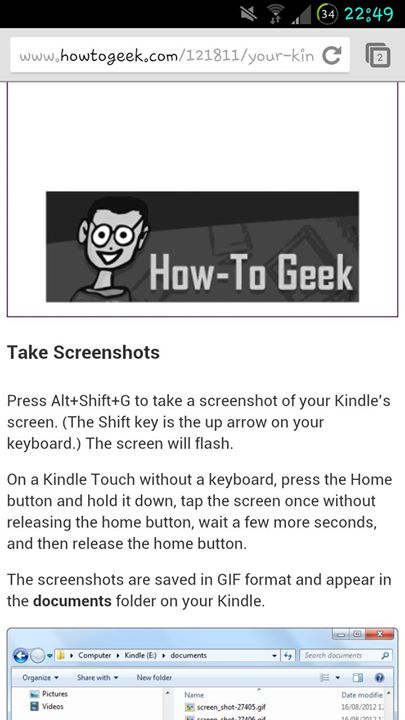 34 22:49
www.howtogeek.com/121811/your-kin
2
How-To Geek
Take Screenshots
Press Alt+Shift+G to take a screenshot of your Kindle's
screen. (The Shift key is the up arrow on your
keyboard.) The screen will flash.
On a Kindle Touch without a keyboard, press the Home
button and hold it down, tap the screen once without
releasing the home button, wait a few more seconds,
and then release the home button.
The screenshots are saved in GIF format and appear in
the documents folder on your Kindle.
Computer Kindle (E:) documents Search documents
Organize Share with New folder
Pictures Name Date modifie
Videos screen_shot-27405.gif 16/08/2012 1
screen_shot-27406.gif 16/08/2012 1